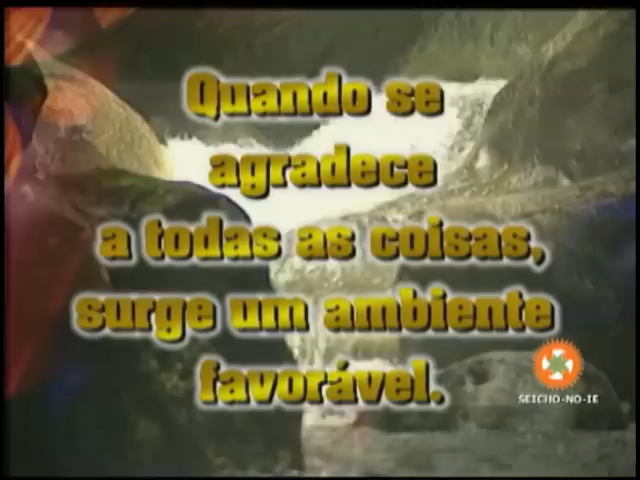 Quando se
agradece
a todas as coisas,
surge um ambiente
favorável.
SEICHO-NO-IE